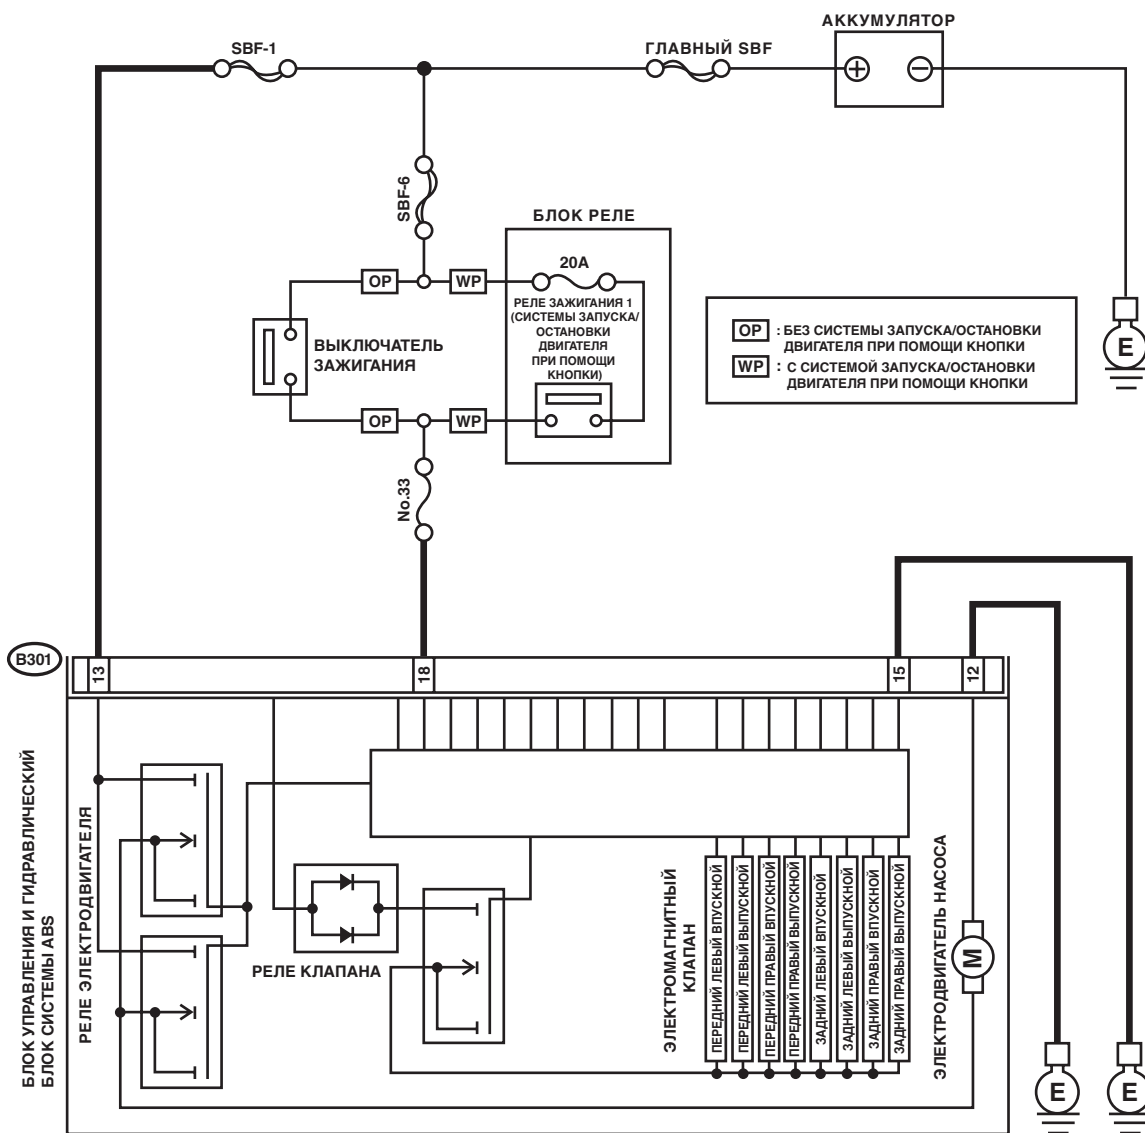 АККУМУЛЯТОР
SBF-1
ГЛАВНЫЙ SBF
SBF-6
БЛОК РЕЛЕ
20A
OP
WP
РЕЛЕ ЗАЖИГАНИЯ 1
(СИСТЕМЫ ЗАПУСКА/
ОСТАНОВКИ
ДВИГАТЕЛЯ
ПРИ ПОМОЩИ
КНОПКИ)
ВЫКЛЮЧАТЕЛЬ
ЗАЖИГАНИЯ
OP : БЕЗ СИСТЕМЫ ЗАПУСКА/ОСТАНОВКИ
ДВИГАТЕЛЯ ПРИ ПОМОЩИ КНОПКИ
WP : С СИСТЕМОЙ ЗАПУСКА/ОСТАНОВКИ
ДВИГАТЕЛЯ ПРИ ПОМОЩИ КНОПКИ
E
OP
WP
No.33
B301
13
18
15
12
БЛОК УПРАВЛЕНИЯ И ГИДРАВЛИЧЕСКИЙ
БЛОК СИСТЕМЫ ABS
РЕЛЕ ЭЛЕКТРОДВИГАТЕЛЯ
РЕЛЕ КЛАПАНА
ЭЛЕКТРОМАГНИТНЫЙ
КЛАПАН
ПЕРЕДНИЙ ЛЕВЫЙ ВПУСКНОЙ
ПЕРЕДНИЙ ЛЕВЫЙ ВЫПУСКНОЙ
ПЕРЕДНИЙ ПРАВЫЙ ВПУСКНОЙ
ПЕРЕДНИЙ ПРАВЫЙ ВЫПУСКНОЙ
ЗАДНИЙ ЛЕВЫЙ ВПУСКНОЙ
ЗАДНИЙ ЛЕВЫЙ ВЫПУСКНОЙ
ЗАДНИЙ ПРАВЫЙ ВПУСКНОЙ
ЗАДНИЙ ПРАВЫЙ ВЫПУСКНОЙ
ЭЛЕКТРОДВИГАТЕЛЬ НАСОСА
M
E
E